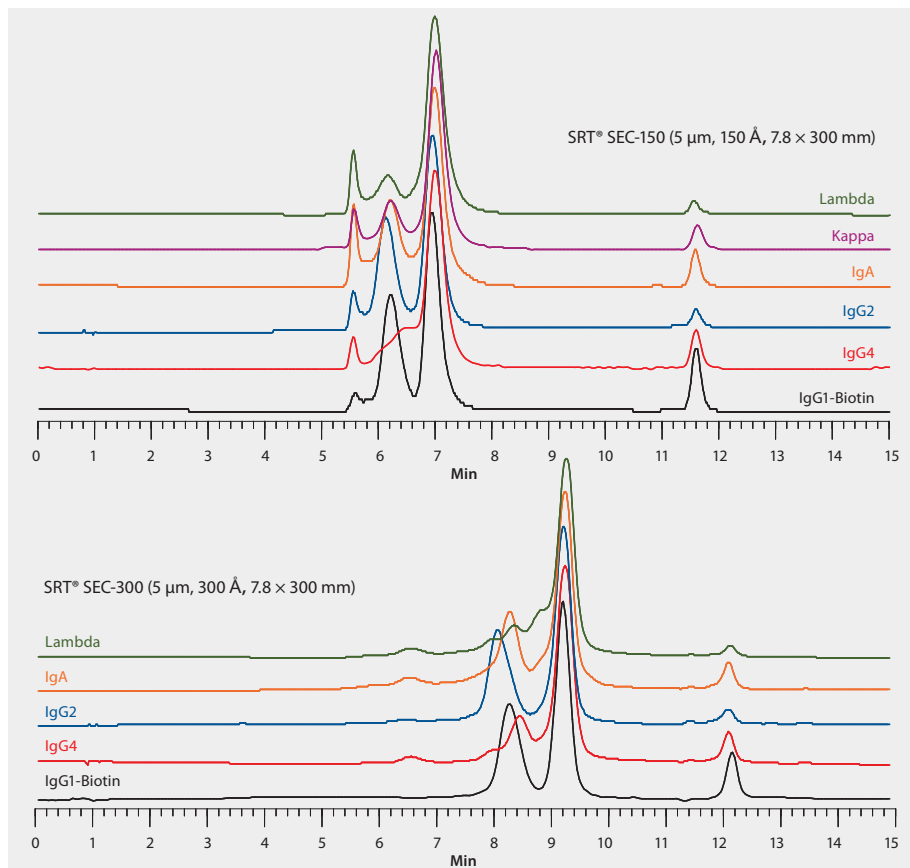 SRT® SEC-150 (5 µm, 150 Å, 7.8 × 300 mm)
Lambda
Kappa
IgA
IgG2
IgG4
IgG1-Biotin
0 1 2 3 4 5 6 7 8 9 10 11 12 13 14 15
Min
SRT® SEC-300 (5 µm, 300 Å, 7.8 × 300 mm)
Lambda
IgA
IgG2
IgG4
IgG1-Biotin
0 1 2 3 4 5 6 7 8 9 10 11 12 13 14 15
Min